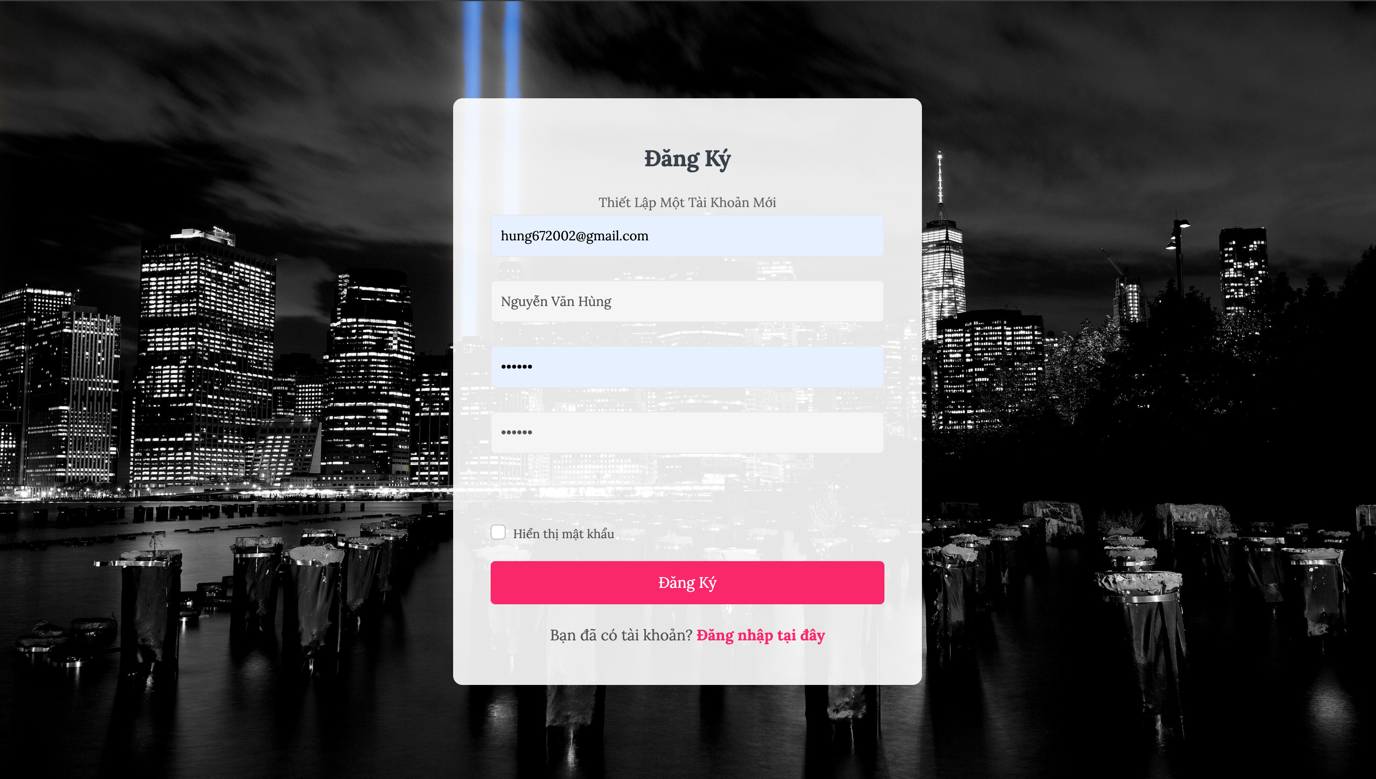 Đăng Ký
Thiết Lập Một Tài Khoản Mới
hung672002@gmail.com
Nguyễn Văn Hùng
••••••
••••••
Hiển thị mật khẩu
Đăng Ký
Bạn đã có tài khoản? Đăng nhập tại đây